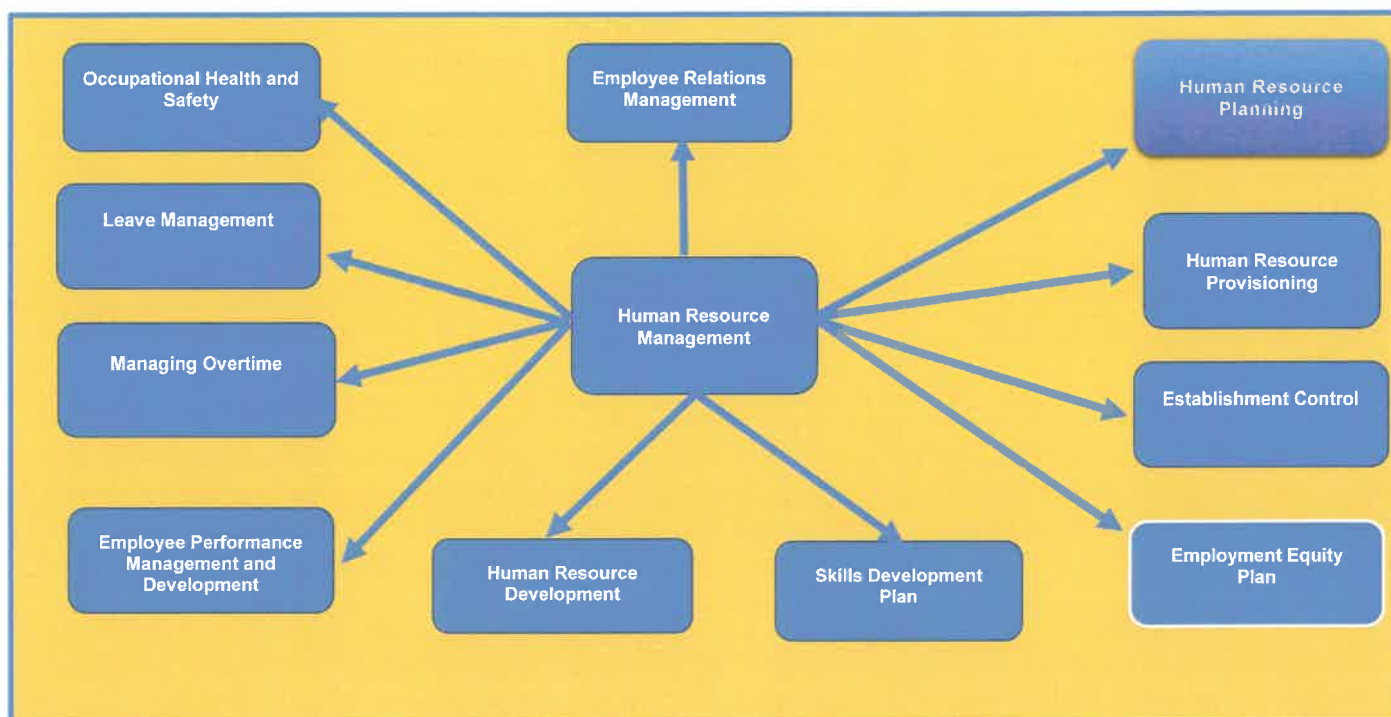 Occupational Health and
Safety
Employee Relations
Management
Human Resource
Planning
Leave Management
Human Resource
Provisioning
Human Resource
Management
Managing Overtime
Establishment Control
Employee Performance
Management and
Development
Human Resource
Development
Skills Development
Plan
Employment Equity
Plan